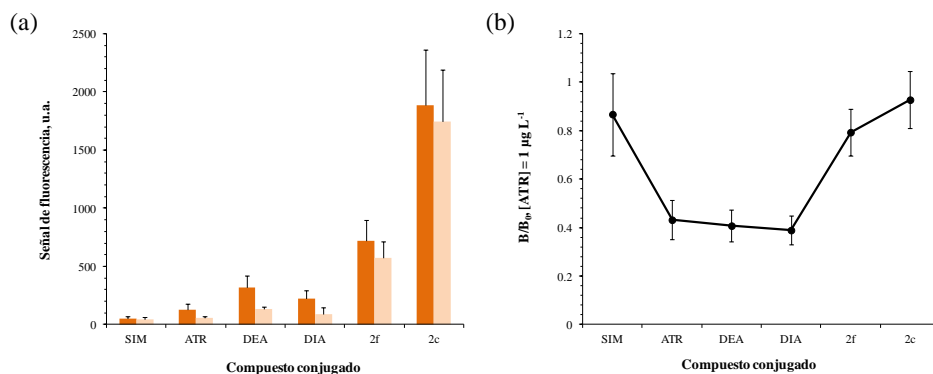 (a)
Señal de fluorescencia, u.a.
2500
2000
1500
1000
500
0
SIM ATR DEA DIA 2f 2c
Compuesto conjugado
(b)
B/B₀, [ATR] = 1 µg L⁻¹
1.2
1
0.8
0.6
0.4
0.2
0
SIM ATR DEA DIA 2f 2c
Compuesto conjugado